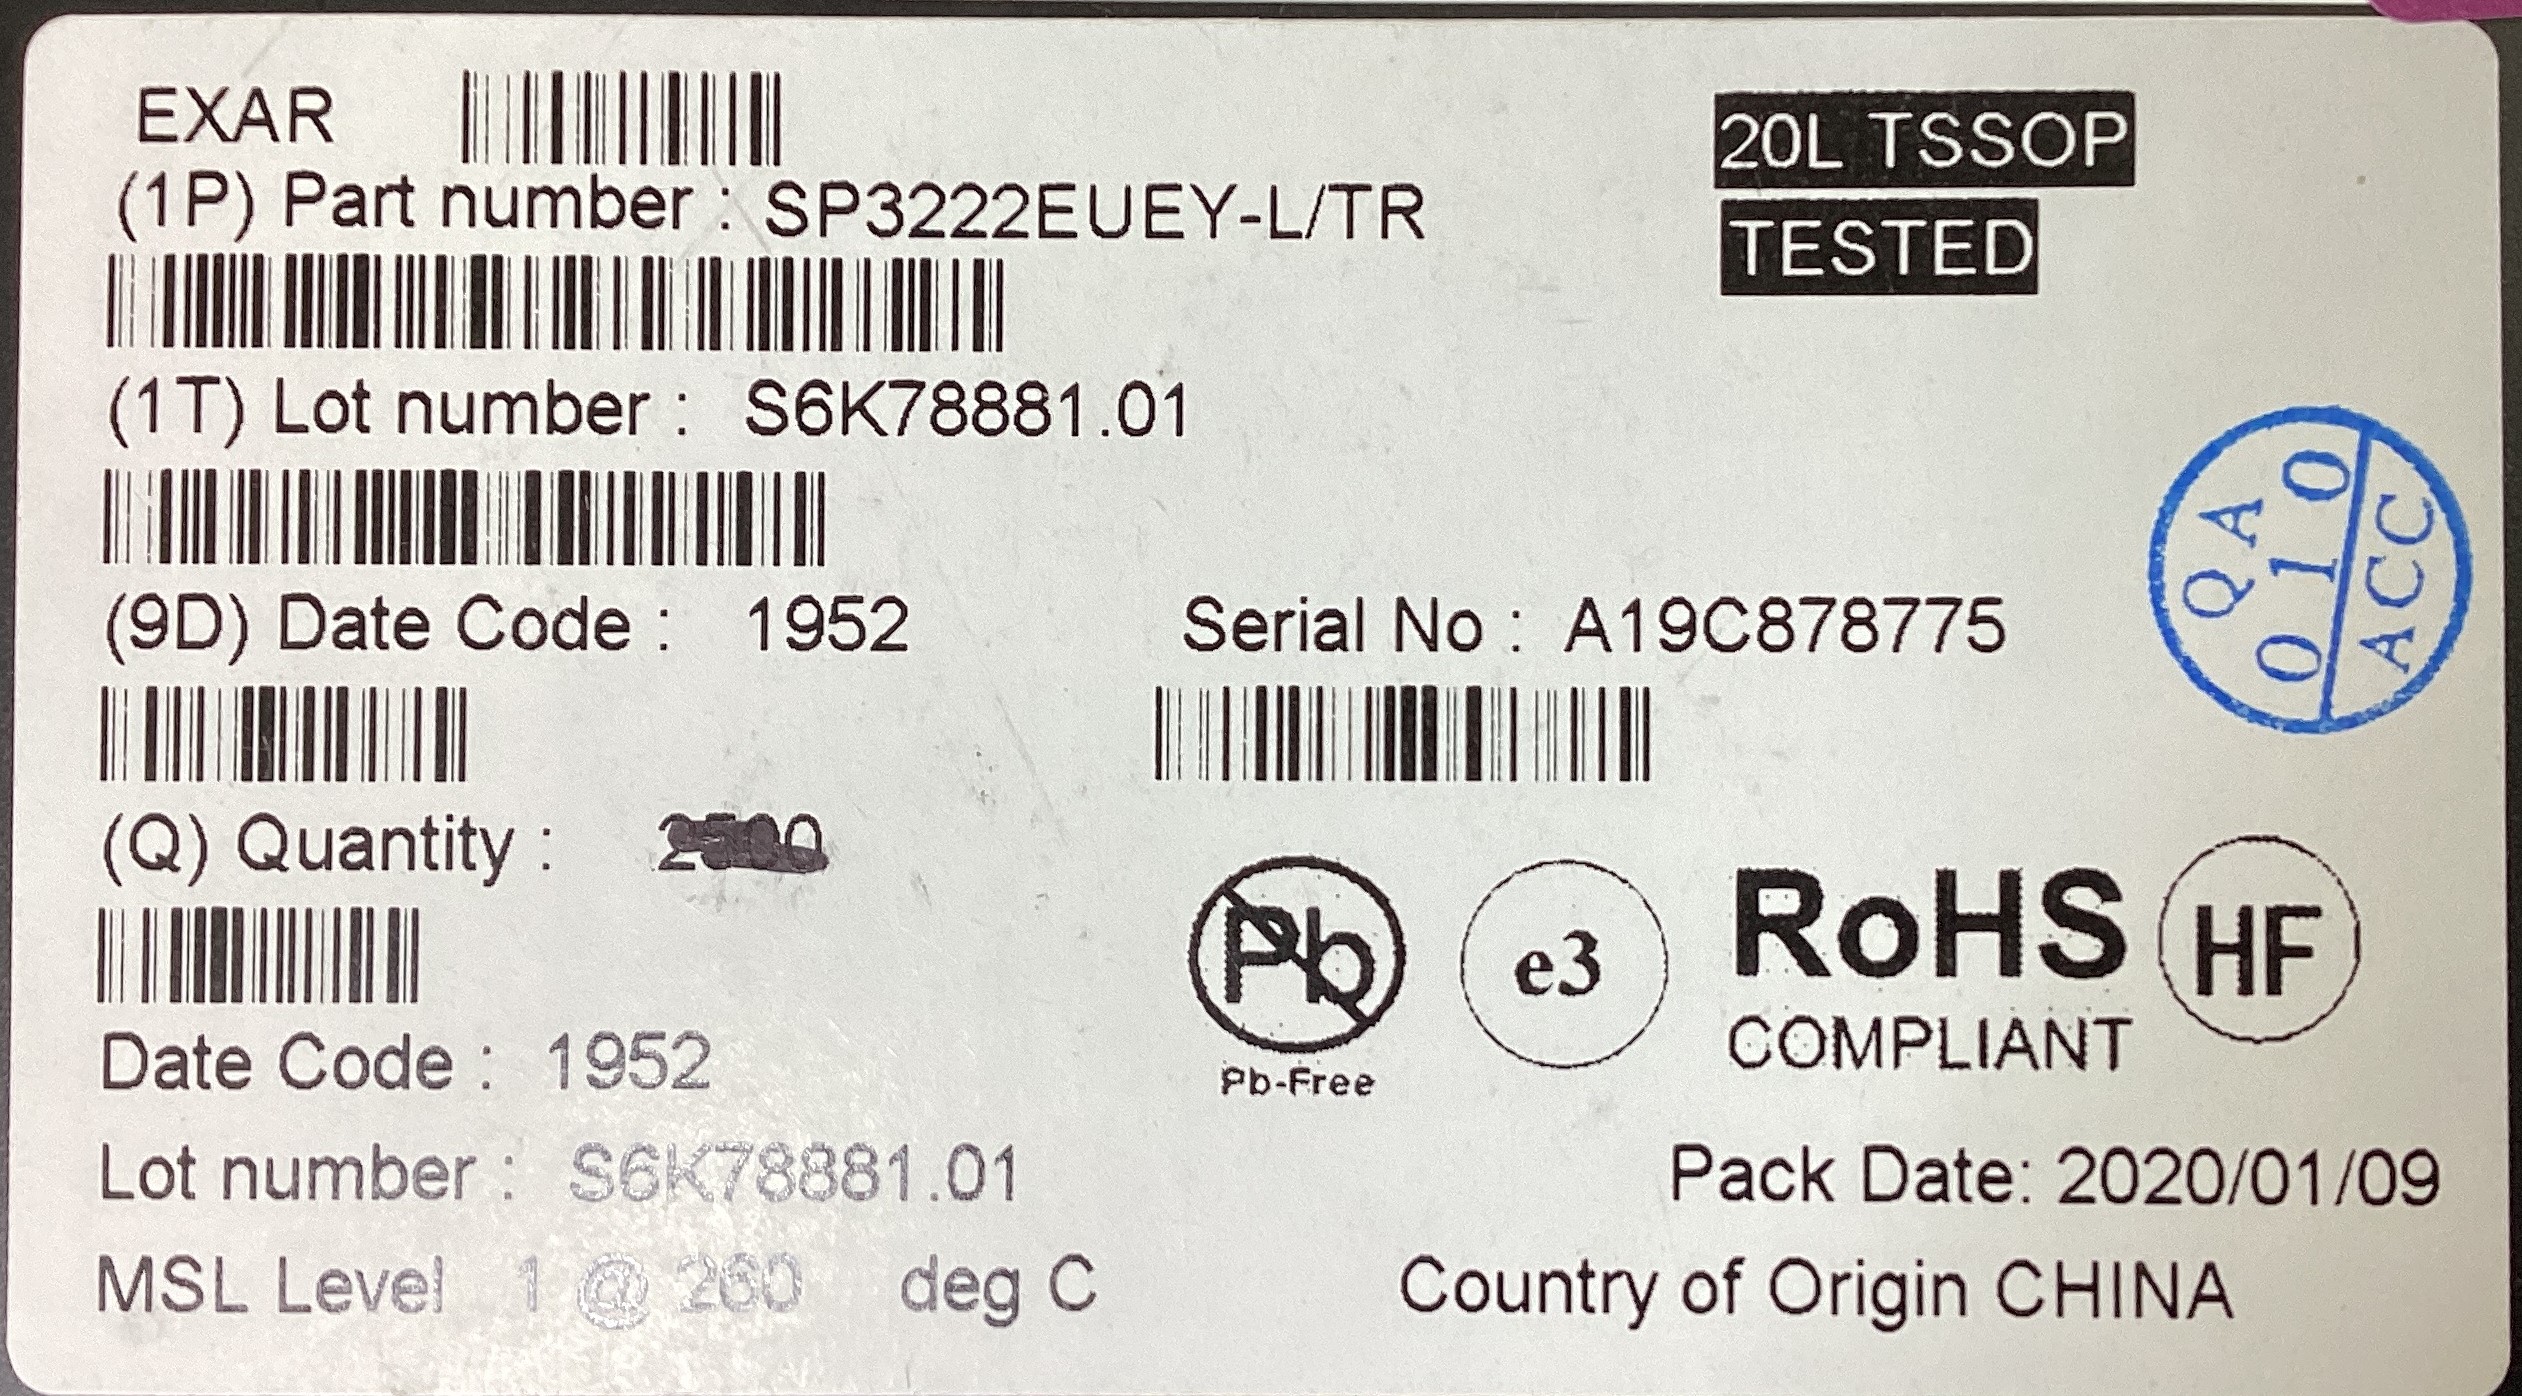 EXAR
20L TSSOP
(1P) Part number : SP3222EUEY-L/TR
TESTED
(1T) Lot number : S6K78881.01
(9D) Date Code : 1952
Serial No : A19C878775
QA
010
ACC
(Q) Quantity :
Pb
Pb-Free
e3
RoHS
COMPLIANT
HF
Date Code : 1952
Lot number : S6K78881.01
Pack Date: 2020/01/09
MSL Level 1 @ 260 deg C
Country of Origin CHINA